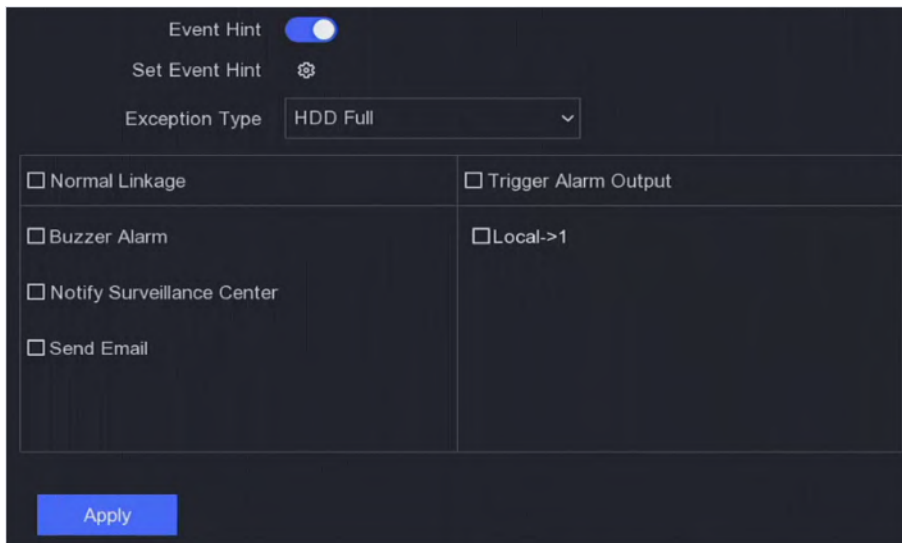 Event Hint
Set Event Hint
Exception Type HDD Full
Normal Linkage Trigger Alarm Output
Buzzer Alarm Local->1
Notify Surveillance Center
Send Email
Apply